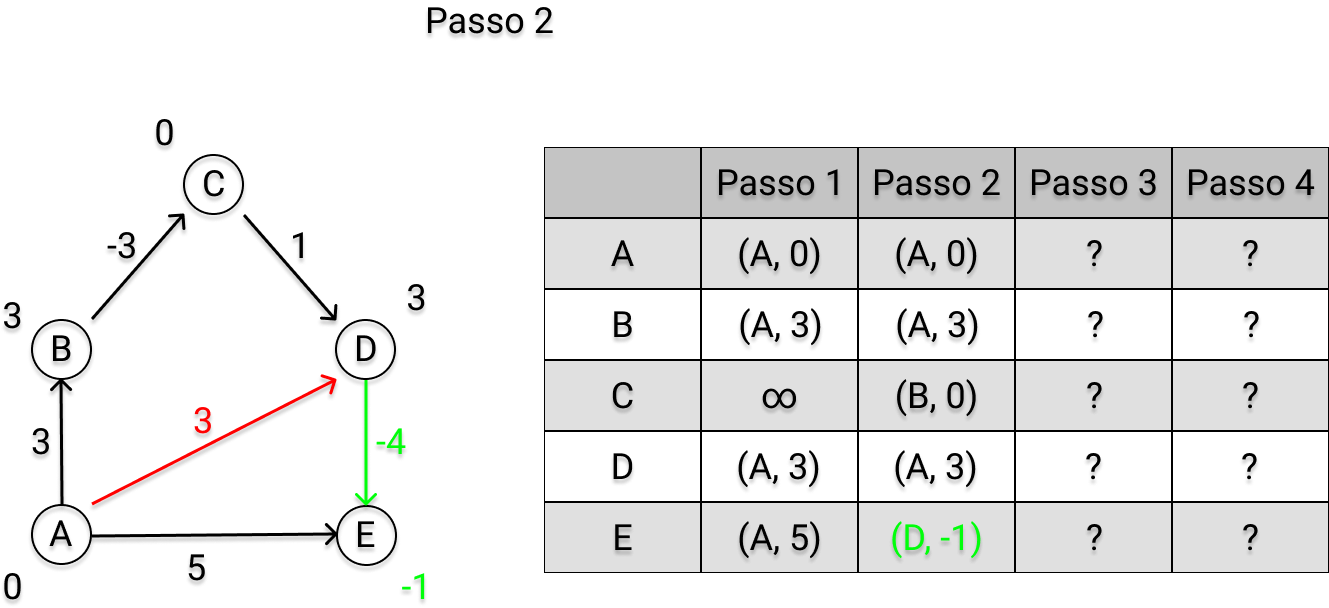 Passo 2
0
C
-3
1
3
3
B
D
3
3
-4
A
E
5
0
-1
Passo 1 Passo 2 Passo 3 Passo 4
A (A, 0) (A, 0) ? ?
B (A, 3) (A, 3) ? ?
C ∞ (B, 0) ? ?
D (A, 3) (A, 3) ? ?
E (A, 5) (D, -1) ? ?